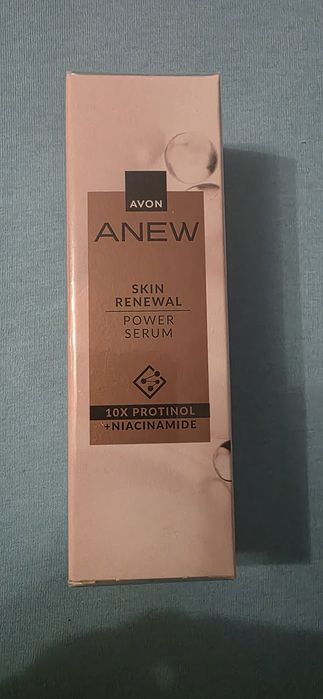 AVON
ANEW
SKIN
RENEWAL
POWER
SERUM
10X PROTINOL
+NIACINAMIDE